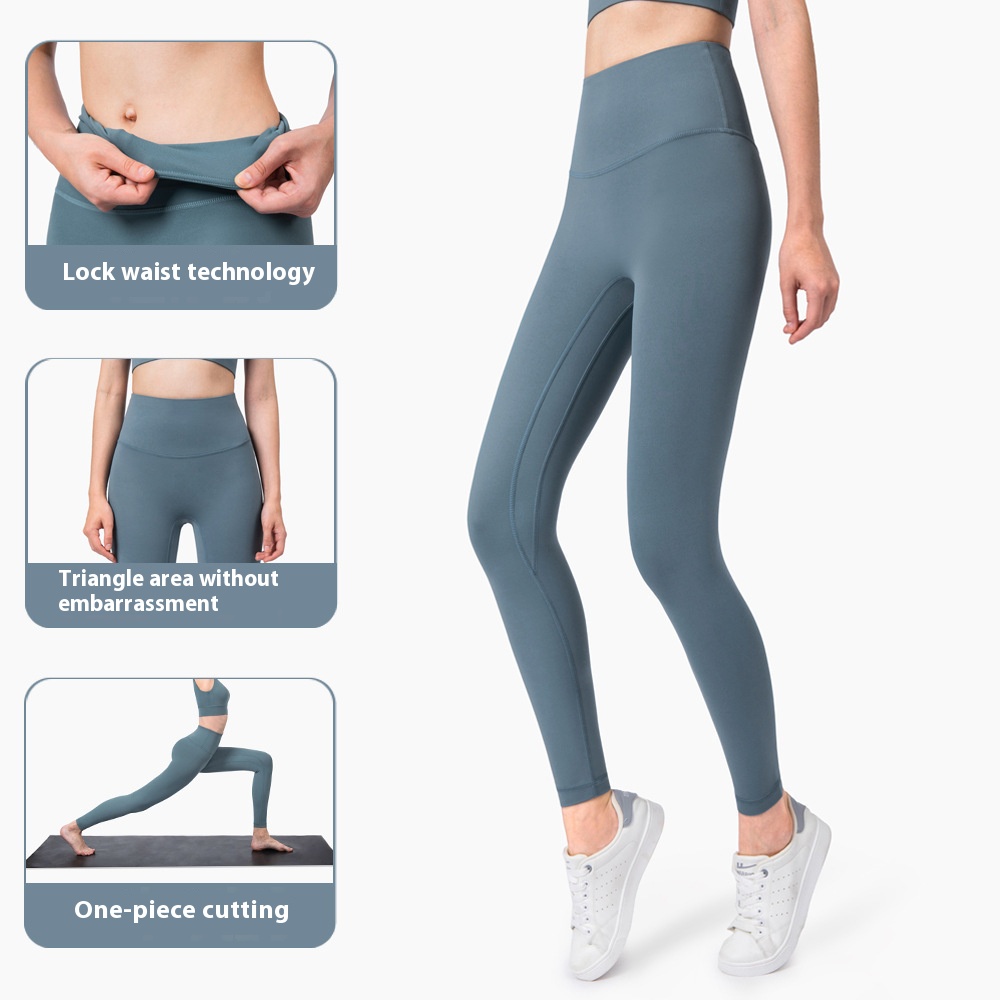 Lock waist technology
Triangle area without
embarrassment
One-piece cutting